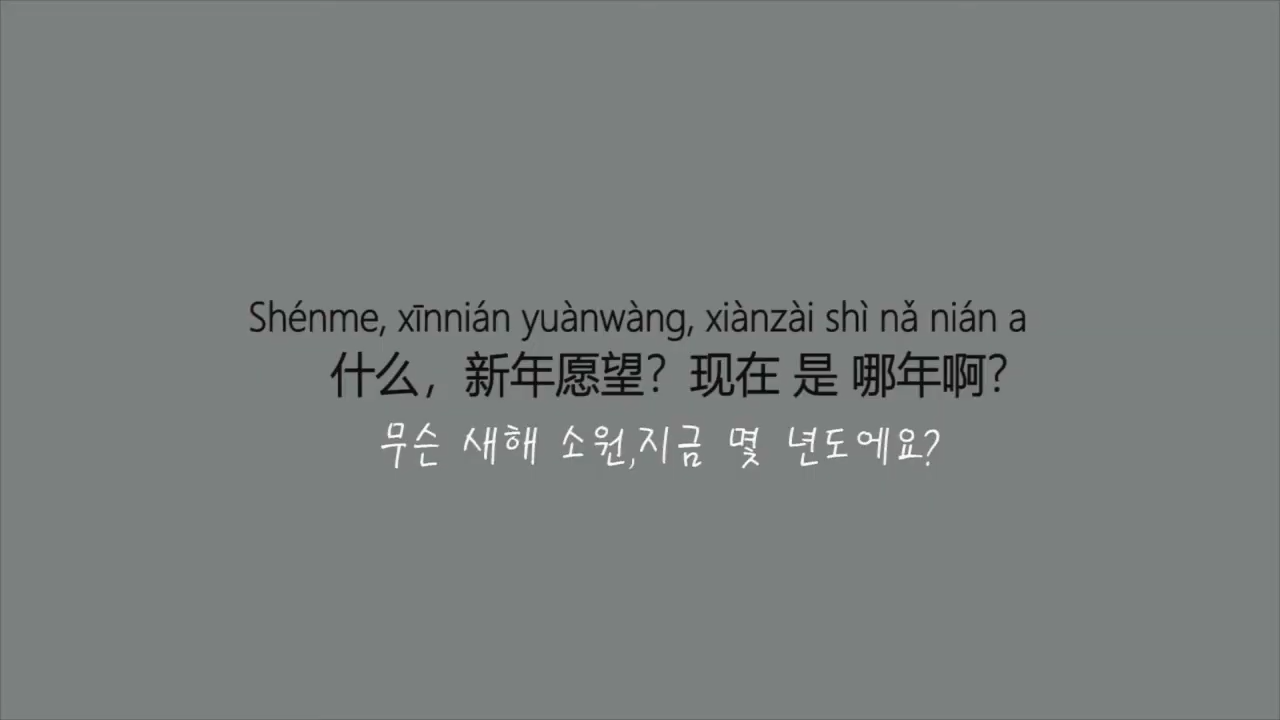 Shénme, xīnnián yuànwàng, xiànzài shì nǎ nián a
什么，新年愿望？现在 是 哪年啊？
무슨 새해 소원,지금 몇 년도에요?